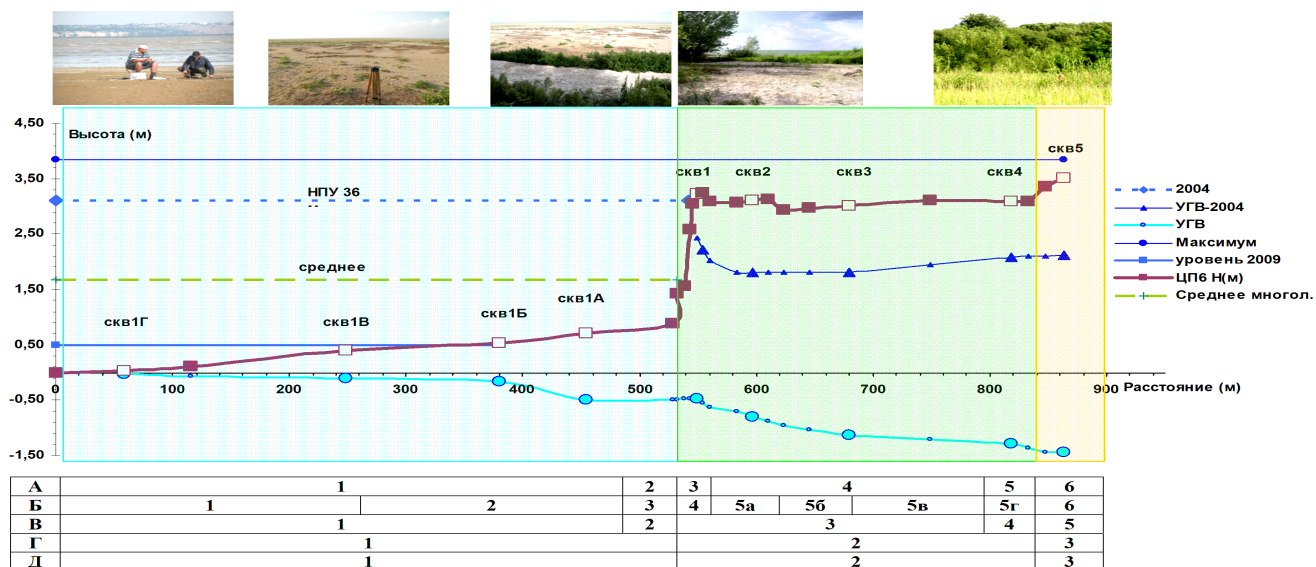 4,50
Высота (м)
3,50
2,50
1,50
0,50
-0,50
-1,50
НПУ 36
среднее
скв1Г
скв1В
скв1Б
скв1А
скв1
скв2
скв3
скв4
скв5
0 100 200 300 400 500 600 700 800 900
Расстояние (м)
2004
УГВ-2004
УГВ
Максимум
уровень 2009
ЦП6 Н(м)
Среднее многол.
А 1 2 3 4 5 6
Б 1 2 3 4 5а 5б 5в 5г 6
В 1 2 3 4 5
Г 1 2 3
Д 1 2 3